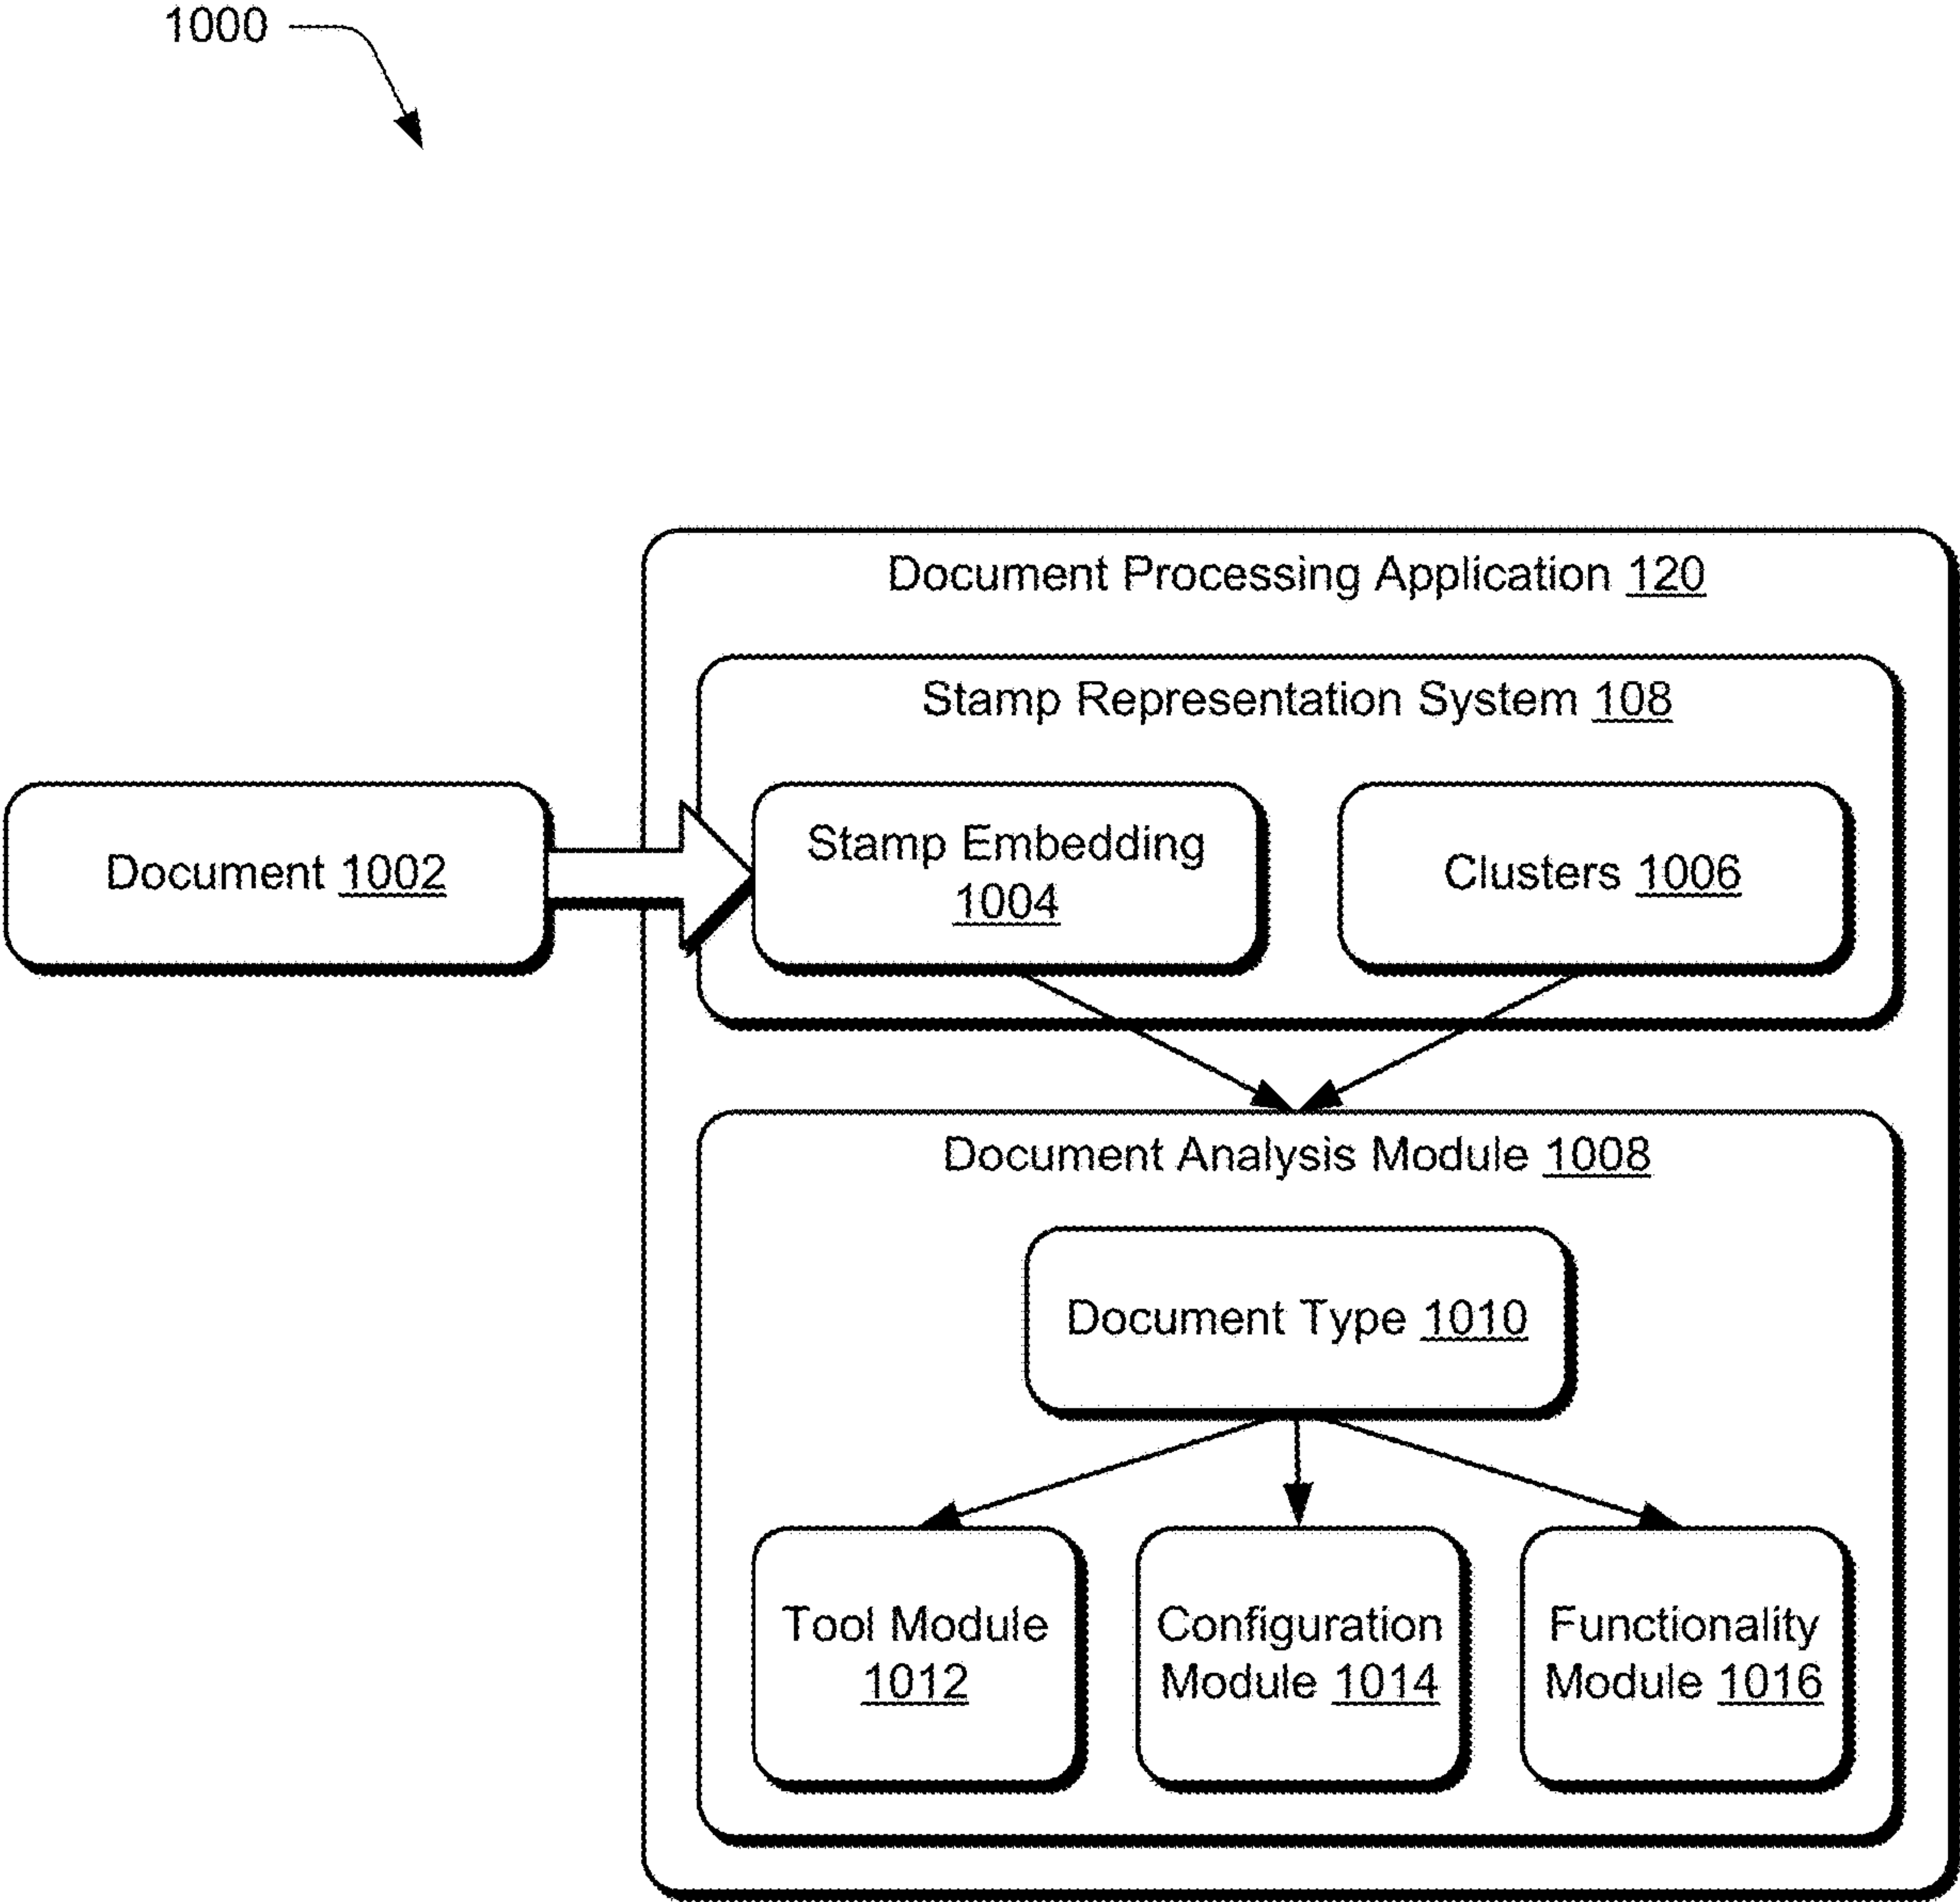 1000
Document Processing Application 120
Stamp Representation System 108
Document 1002
Stamp Embedding
1004
Clusters 1006
Document Analysis Module 1008
Document Type 1010
Tool Module
1012
Configuration
Module 1014
Functionality
Module 1016